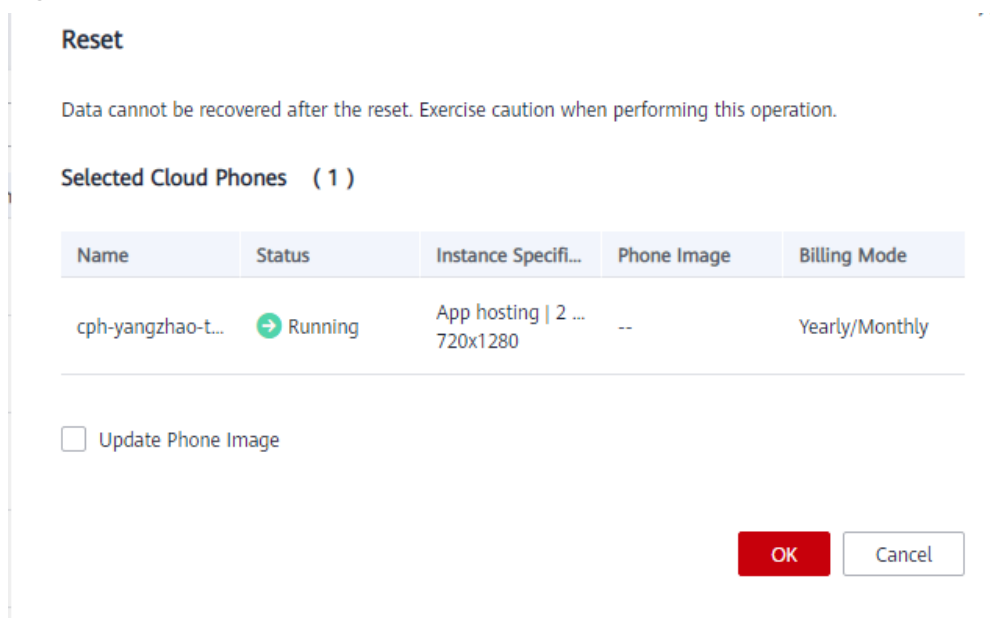 Reset
Data cannot be recovered after the reset. Exercise caution when performing this operation.
Selected Cloud Phones ( 1 )
Name Status Instance Specifi... Phone Image Billing Mode
cph-yangzhao-t... Running App hosting | 2 ... -- Yearly/Monthly
720x1280
Update Phone Image
OK Cancel